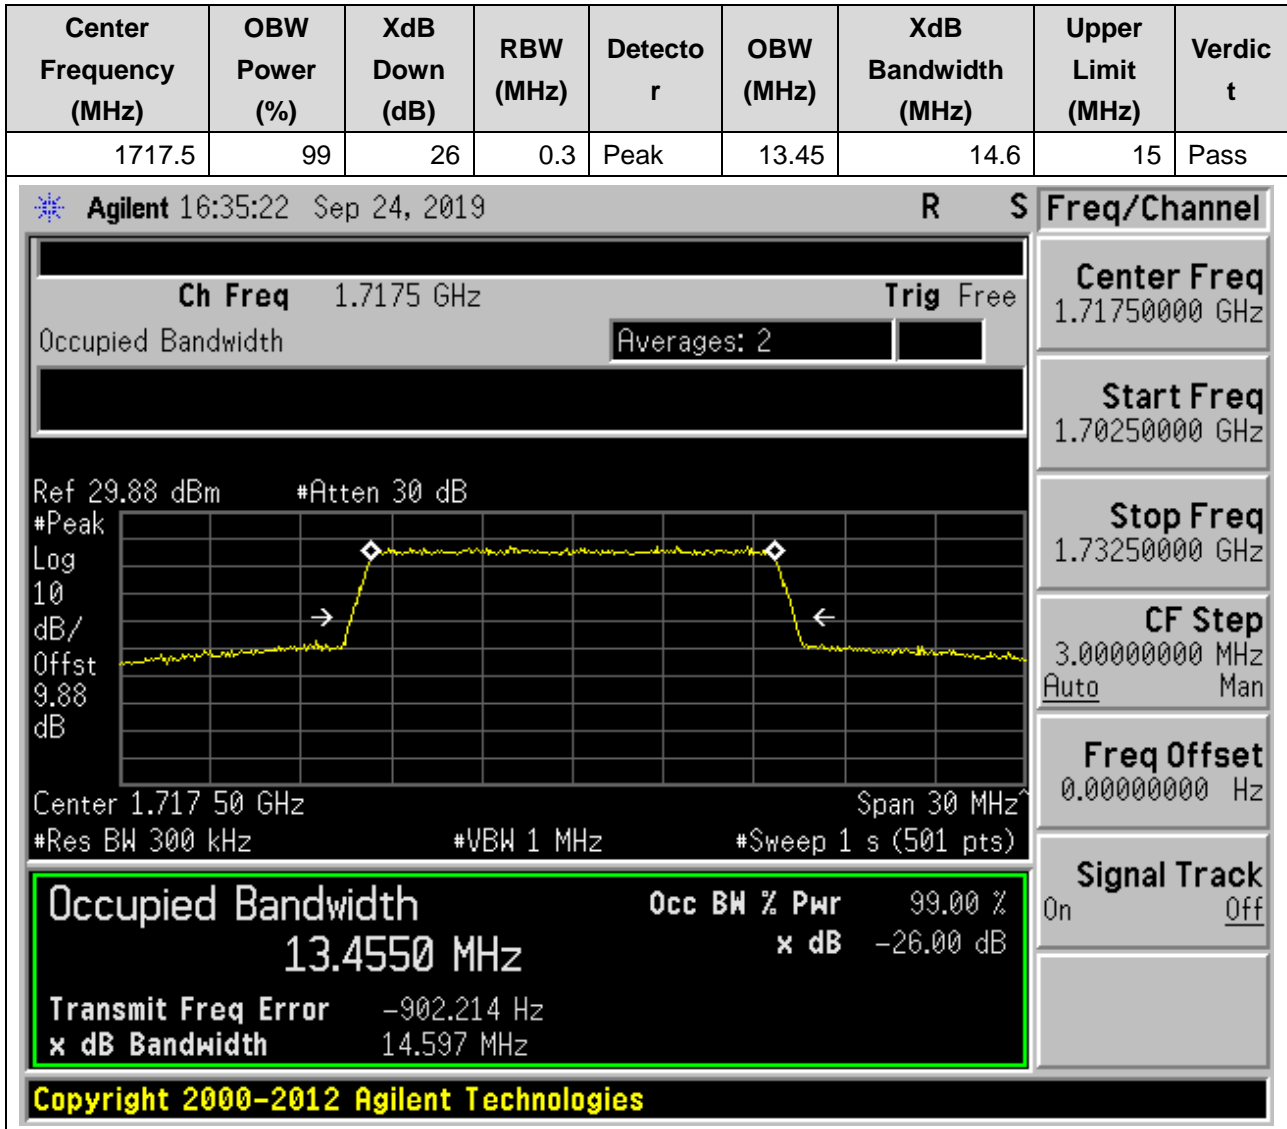 Center Frequency (MHz) OBW Power (%) XdB Down (dB) RBW (MHz) Detector OBW (MHz) XdB Bandwidth (MHz) Upper Limit (MHz) Verdict
1717.5 99 26 0.3 Peak 13.45 14.6 15 Pass
Agilent 16:35:22 Sep 24, 2019 R S
Freq/Channel
Ch Freq 1.7175 GHz Trig Free
Occupied Bandwidth Averages: 2
Center Freq
1.71750000 GHz
Start Freq
1.70250000 GHz
Stop Freq
1.73250000 GHz
CF Step
3.00000000 MHz
Auto Man
Freq Offset
0.00000000 Hz
Signal Track
On Off
Ref 29.88 dBm #Atten 30 dB
#Peak
Log
10
dB/
Offst
9.88
dB
Center 1.717 50 GHz Span 30 MHz^
#Res BW 300 kHz #VBW 1 MHz #Sweep 1 s (501 pts)
Occupied Bandwidth Occ BW % Pwr 99.00 %
13.4550 MHz x dB -26.00 dB
Transmit Freq Error -902.214 Hz
x dB Bandwidth 14.597 MHz
Copyright 2000-2012 Agilent Technologies